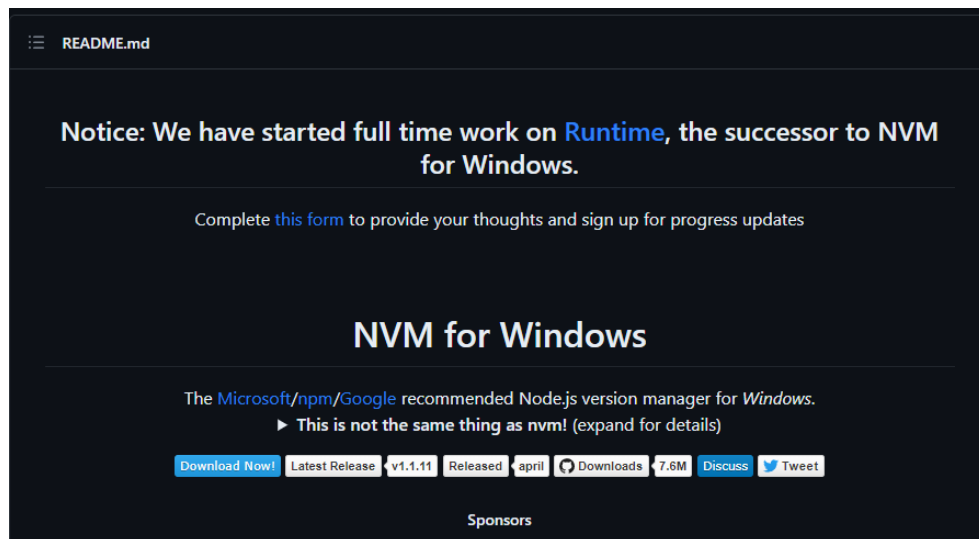 README.md
Notice: We have started full time work on Runtime, the successor to NVM
for Windows.
Complete this form to provide your thoughts and sign up for progress updates
NVM for Windows
The Microsoft/npm/Google recommended Node.js version manager for Windows.
▶ This is not the same thing as nvm! (expand for details)
Download Now! Latest Release v1.1.11 Released april Downloads 7.6M Discuss Tweet
Sponsors